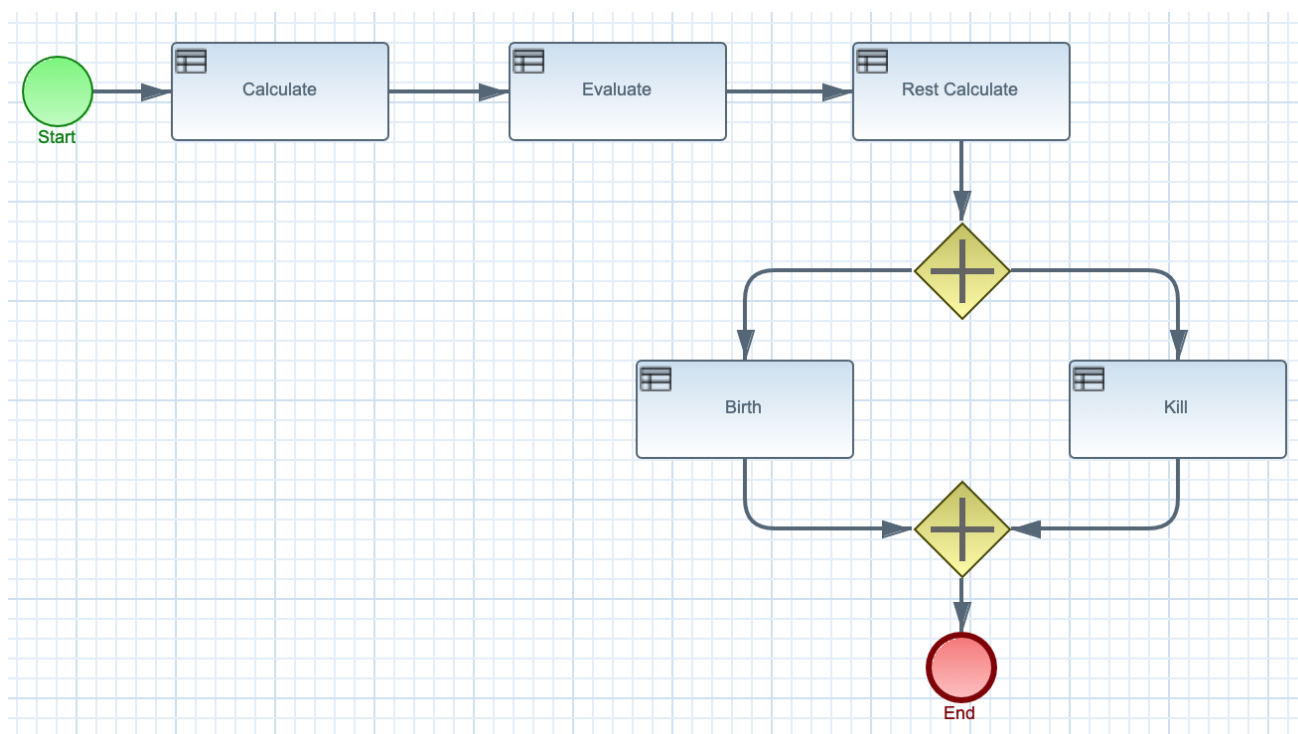 Start
Calculate
Evaluate
Rest Calculate
Birth
Kill
End